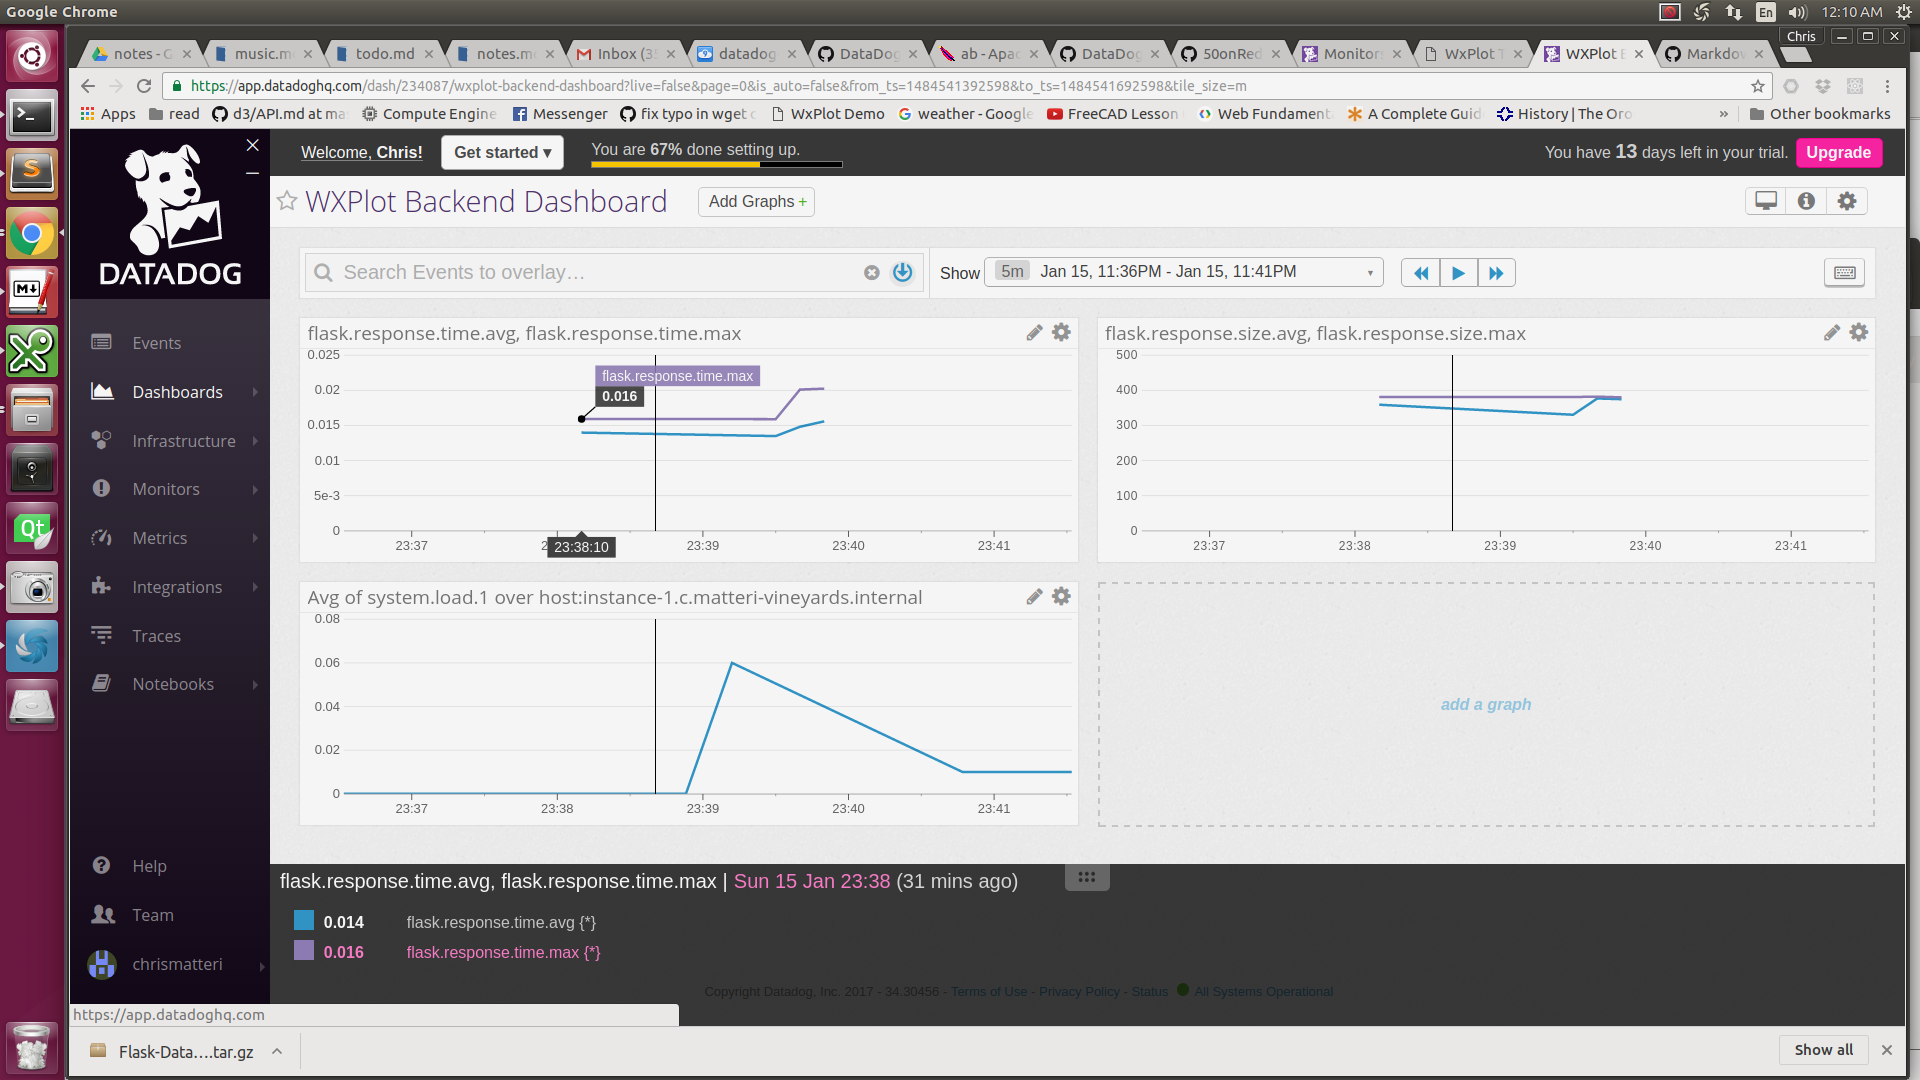 Google Chrome
En
12:10 AM
notes - G
music.m
todo.md
notes.m
Inbox (3
datadog
DataDog
ab - Apac
DataDog
50onRed
Monitors
WxPlot T
WXPlot B
Markdow
Chris
https://app.datadoghq.com/dash/234087/wxplot-backend-dashboard?live=false&page=0&is_auto=false&from_ts=1484541392598&to_ts=1484541692598&tile_size=m
Apps
read
d3/API.md at ma
Compute Engine
Messenger
fix typo in wget
WxPlot Demo
weather - Google
FreeCAD Lesson
Web Fundament
A Complete Guid
History | The Oro
»
Other bookmarks
DATADOG
Welcome, Chris!
Get started ▾
You are 67% done setting up.
You have 13 days left in your trial.
Upgrade
WXPlot Backend Dashboard
Add Graphs +
Search Events to overlay…
Show
5m
Jan 15, 11:36PM - Jan 15, 11:41PM
Events
Dashboards
Infrastructure
Monitors
Metrics
Integrations
Traces
Notebooks
Help
Team
chrismatteri
flask.response.time.avg, flask.response.time.max
0.025
0.02
0.015
0.01
5e-3
0
flask.response.time.max
0.016
23:37
23:38:10
23:39
23:40
23:41
flask.response.size.avg, flask.response.size.max
500
400
300
200
100
0
23:37
23:38
23:39
23:40
23:41
Avg of system.load.1 over host:instance-1.c.matteri-vineyards.internal
0.08
0.06
0.04
0.02
0
23:37
23:38
23:39
23:40
23:41
add a graph
flask.response.time.avg, flask.response.time.max | Sun 15 Jan 23:38 (31 mins ago)
0.014
flask.response.time.avg {*}
0.016
flask.response.time.max {*}
Copyright Datadog, Inc. 2017 - 34.30456 - Terms of Use - Privacy Policy - Status All Systems Operational
https://app.datadoghq.com
Flask-Data....tar.gz
Show all